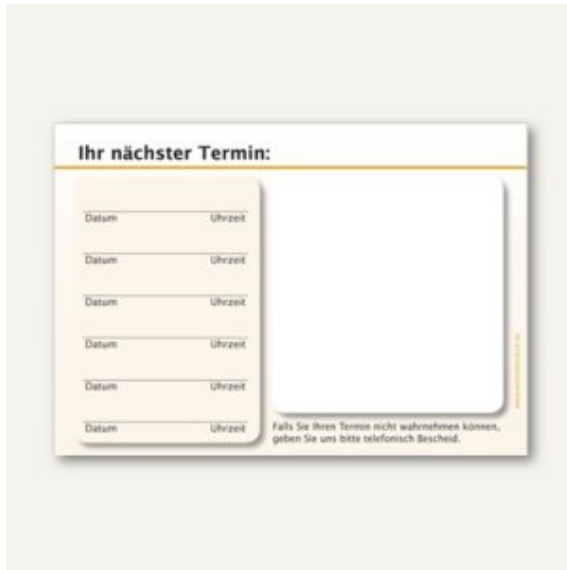 Ihr nächster Termin:
Datum Uhrzeit
Datum Uhrzeit
Datum Uhrzeit
Datum Uhrzeit
Datum Uhrzeit
Datum Uhrzeit
Falls Sie Ihren Termin nicht wahrnehmen können,
geben Sie uns bitte telefonisch Bescheid.